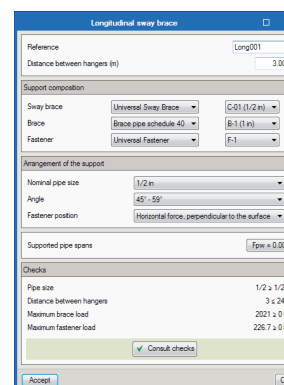 Longitudinal sway brace
Reference Long001
Distance between hangers (m) 3.00
Support composition
Sway brace Universal Sway Brace C-01 (1/2 in)
Brace Brace pipe schedule 40 B-1 (1 in)
Fastener Universal Fastener F-1
Arrangement of the support
Nominal pipe size 1/2 in
Angle 45° - 59°
Fastener position Horizontal force, perpendicular to the surface
Supported pipe spans Fpw = 0.00
Checks
Pipe size 1/2 ≥ 1/2
Distance between hangers 3 ≤ 24
Maximum brace load 2021 ≥ 0
Maximum fastener load 226.7 ≥ 0
Consult checks
Accept